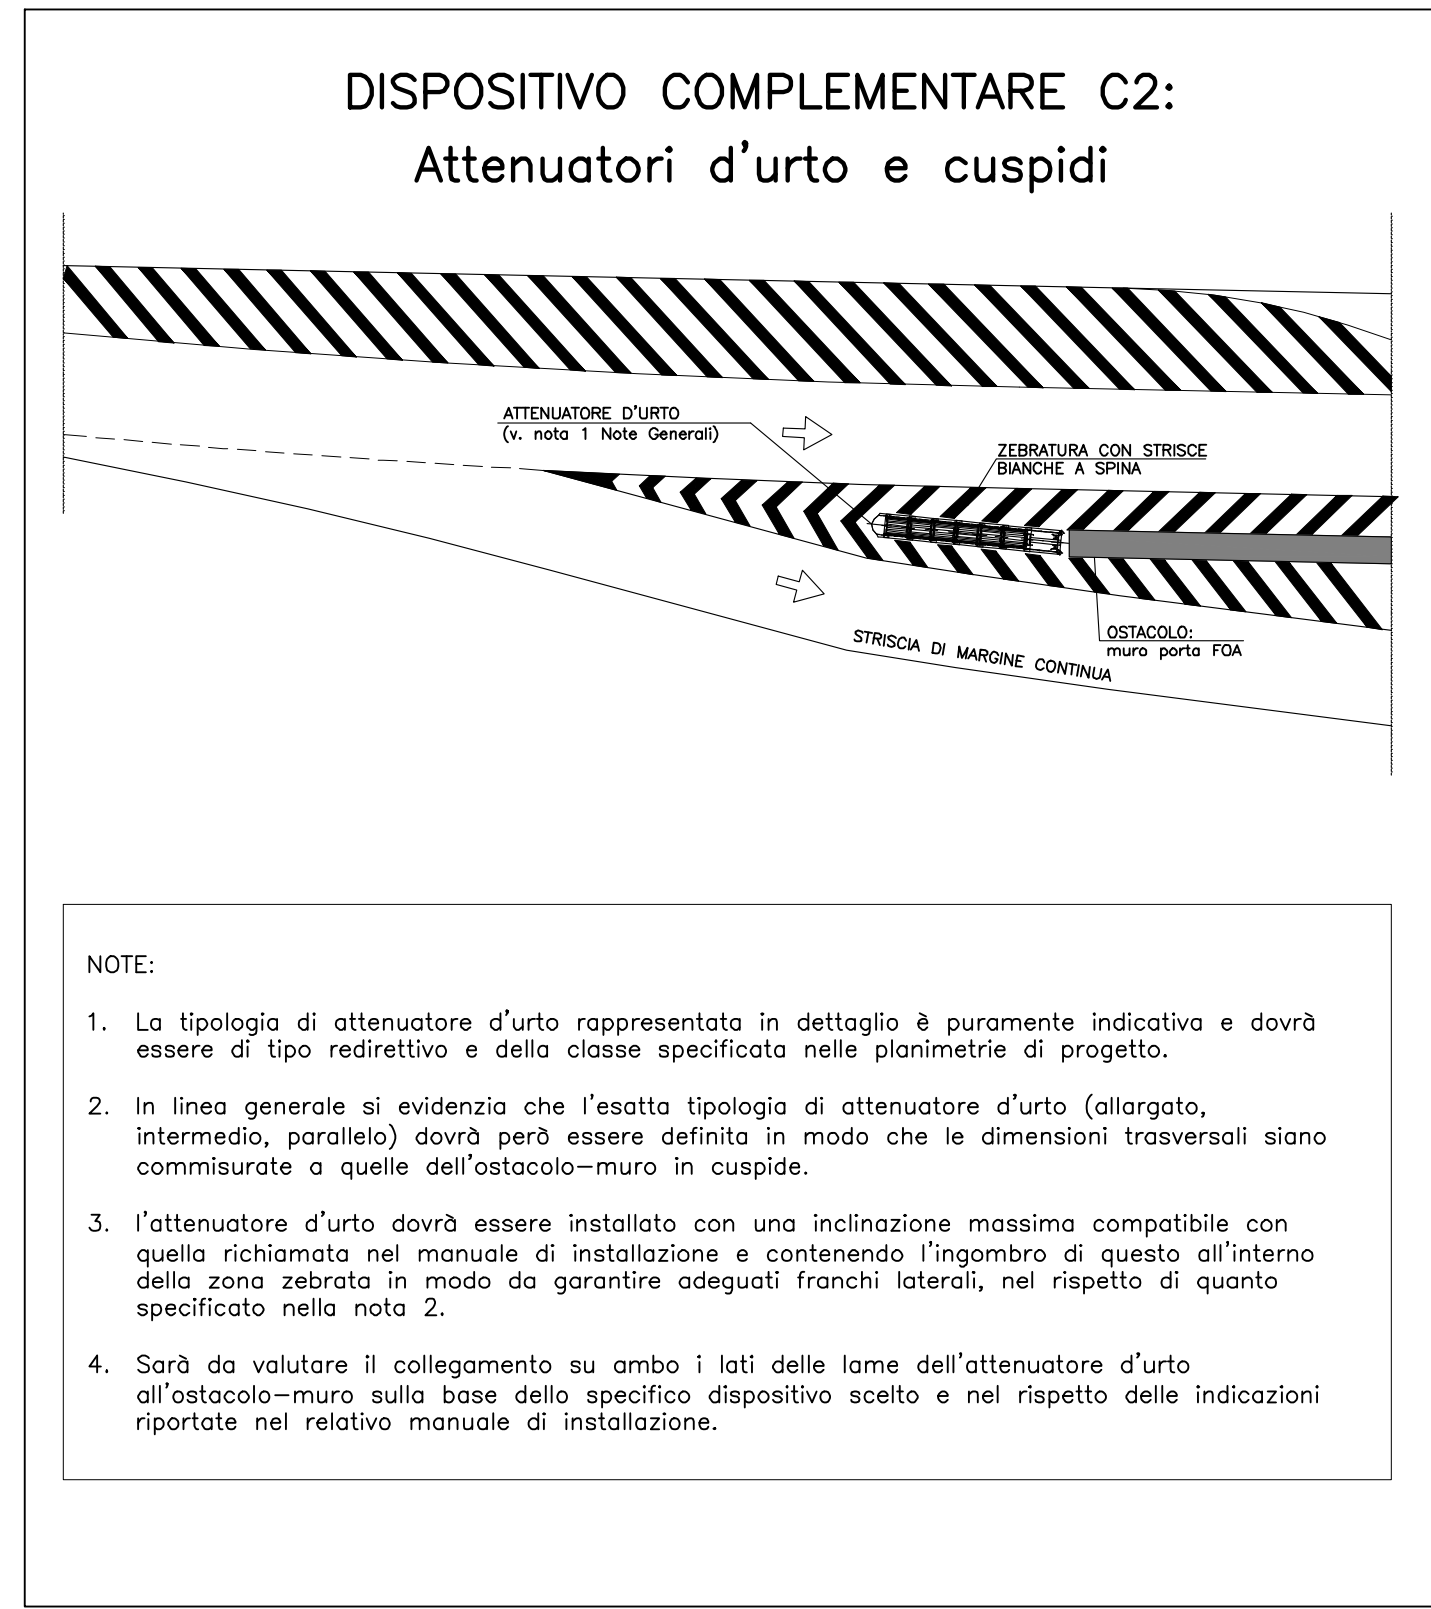 DISPOSITIVO COMPLEMENTARE C2:
Attenuatori d'urto e cuspidi
ATTENUATORE D'URTO
(v. nota 1 Note Generali)
ZEBRATURA CON STRISCE
BIANCHE A SPINA
OSTACOLO:
muro porta FOA
STRISCIA DI MARGINE CONTINUA
NOTE:
1. La tipologia di attenuatore d'urto rappresentata in dettaglio è puramente indicativa e dovrà
essere di tipo redirettivo e della classe specificata nelle planimetrie di progetto.
2. In linea generale si evidenzia che l'esatta tipologia di attenuatore d'urto (allargato,
intermedio, parallelo) dovrà però essere definita in modo che le dimensioni trasversali siano
commisurate a quelle dell'ostacolo-muro in cuspide.
3. l'attenuatore d'urto dovrà essere installato con una inclinazione massima compatibile con
quella richiamata nel manuale di installazione e contenendo l'ingombro di questo all'interno
della zona zebrata in modo da garantire adeguati franchi laterali, nel rispetto di quanto
specificato nella nota 2.
4. Sarà da valutare il collegamento su ambo i lati delle lame dell'attenuatore d'urto
all'ostacolo-muro sulla base dello specifico dispositivo scelto e nel rispetto delle indicazioni
riportate nel relativo manuale di installazione.